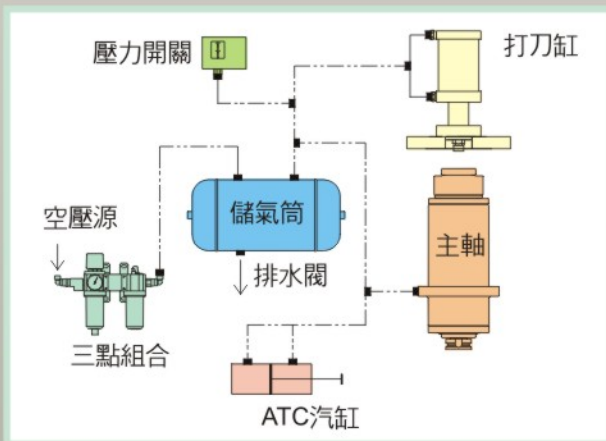 壓力開關
打刀缸
儲氣筒
空壓源
主軸
排水閥
三點組合
ATC汽缸